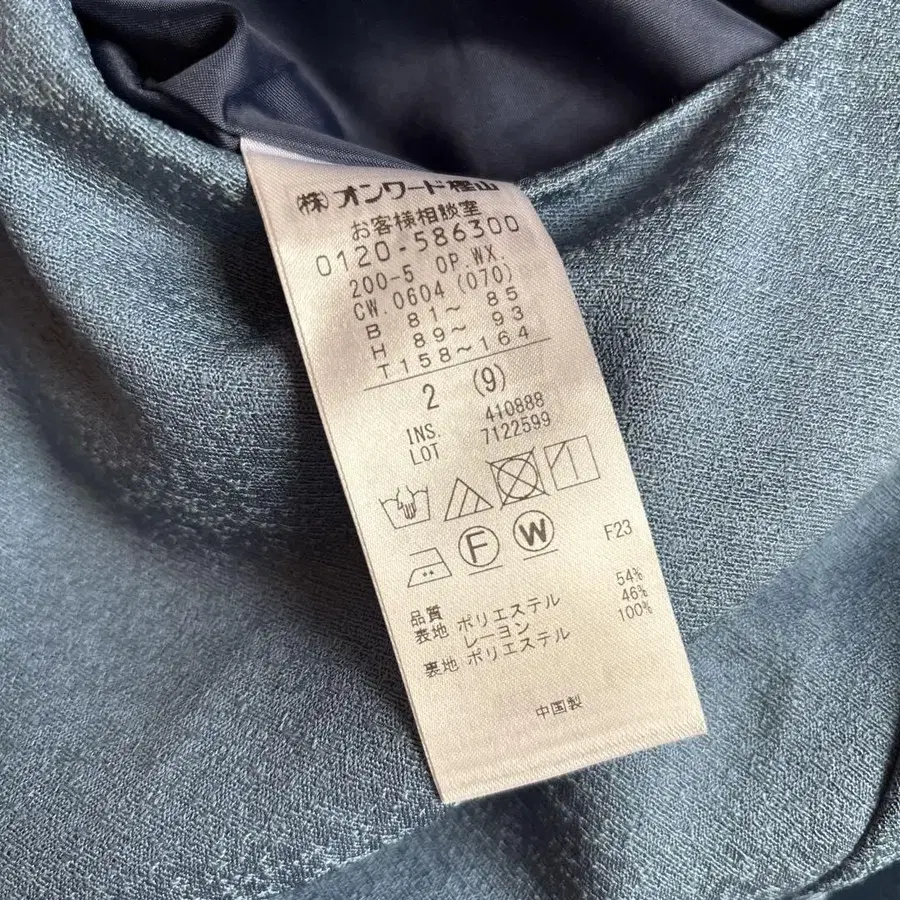 (株)オンワード樫山
お客様相談室
0120-586300
200-5 OP.WX.
CW.0604(070)
B 81～ 85
H 89～ 93
T158～164
2 (9)
INS. 410888
LOT 7122599
F W F23
品質
表地 ポリエステル 54%
レーヨン 46%
裏地 ポリエステル 100%
中国製